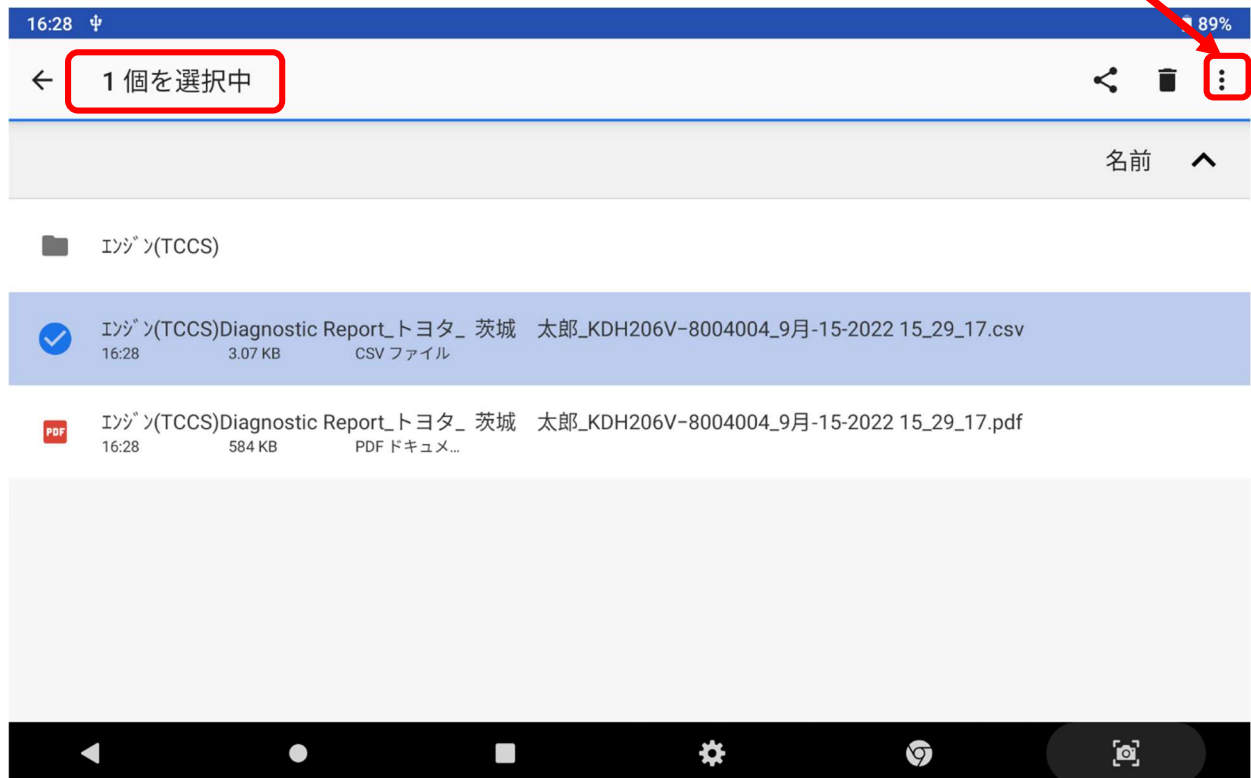 16:28 89%
1 個を選択中
名前
ｴﾝｼﾞﾝ(TCCS)
ｴﾝｼﾞﾝ(TCCS)Diagnostic Report_トヨタ_ 茨城　太郎_KDH206V−8004004_9月-15-2022 15_29_17.csv
16:28 3.07 KB CSV ファイル
PDF ｴﾝｼﾞﾝ(TCCS)Diagnostic Report_トヨタ_ 茨城　太郎_KDH206V−8004004_9月-15-2022 15_29_17.pdf
16:28 584 KB PDF ドキュメ...